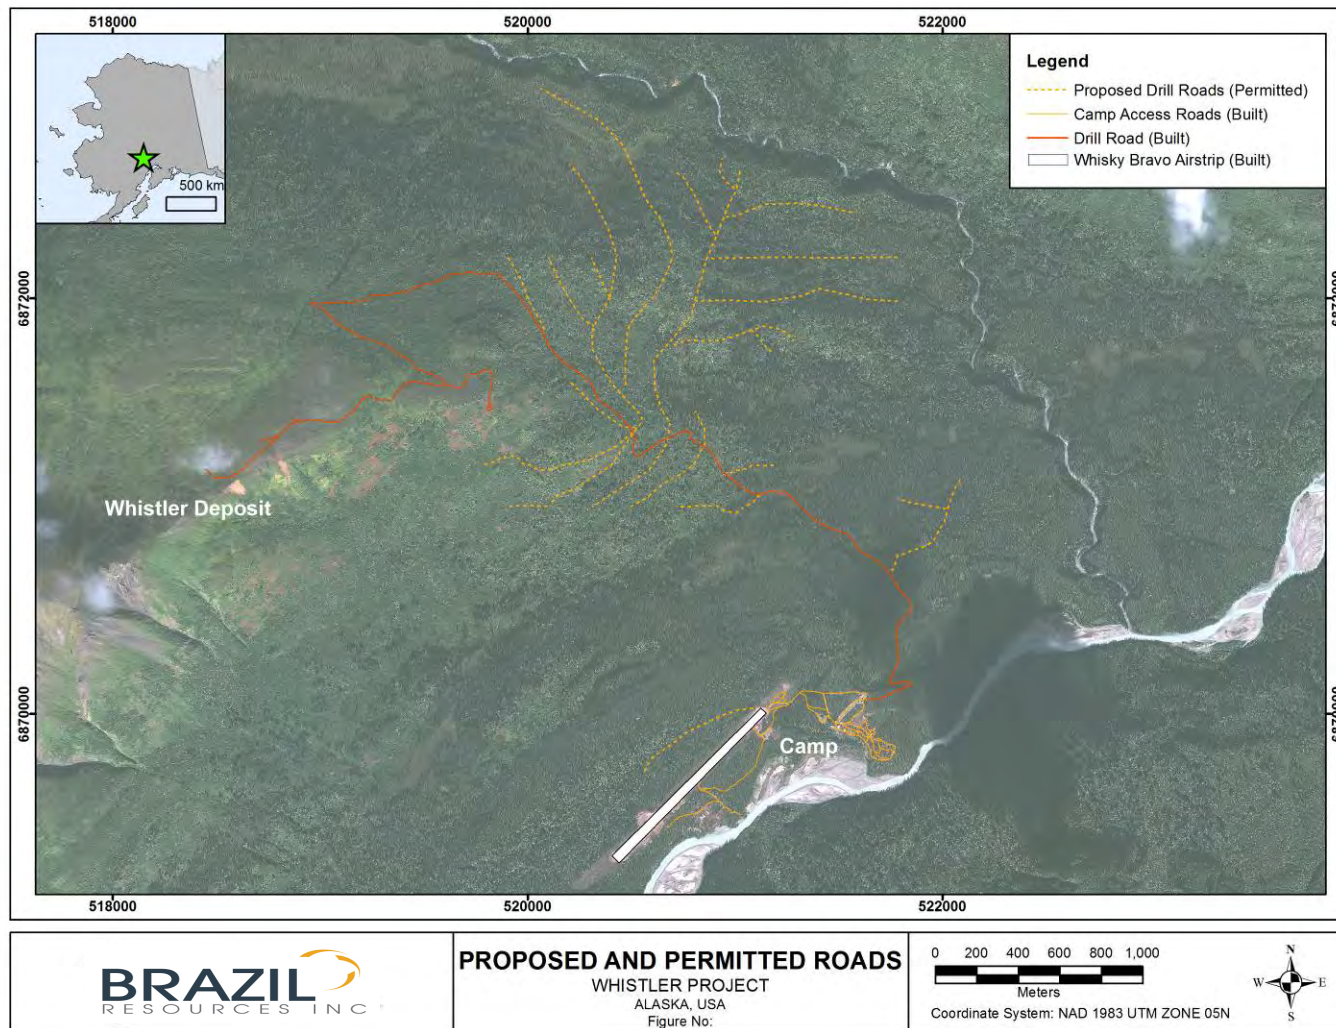 518000
520000
522000
500 km
Legend
Proposed Drill Roads (Permitted)
Camp Access Roads (Built)
Drill Road (Built)
Whisky Bravo Airstrip (Built)
6872000
Whistler Deposit
6870000
Camp
518000
520000
522000
BRAZIL
RESOURCES INC
PROPOSED AND PERMITTED ROADS
WHISTLER PROJECT
ALASKA, USA
Figure No:
0 200 400 600 800 1,000
Meters
Coordinate System: NAD 1983 UTM ZONE 05N
N
W E
S